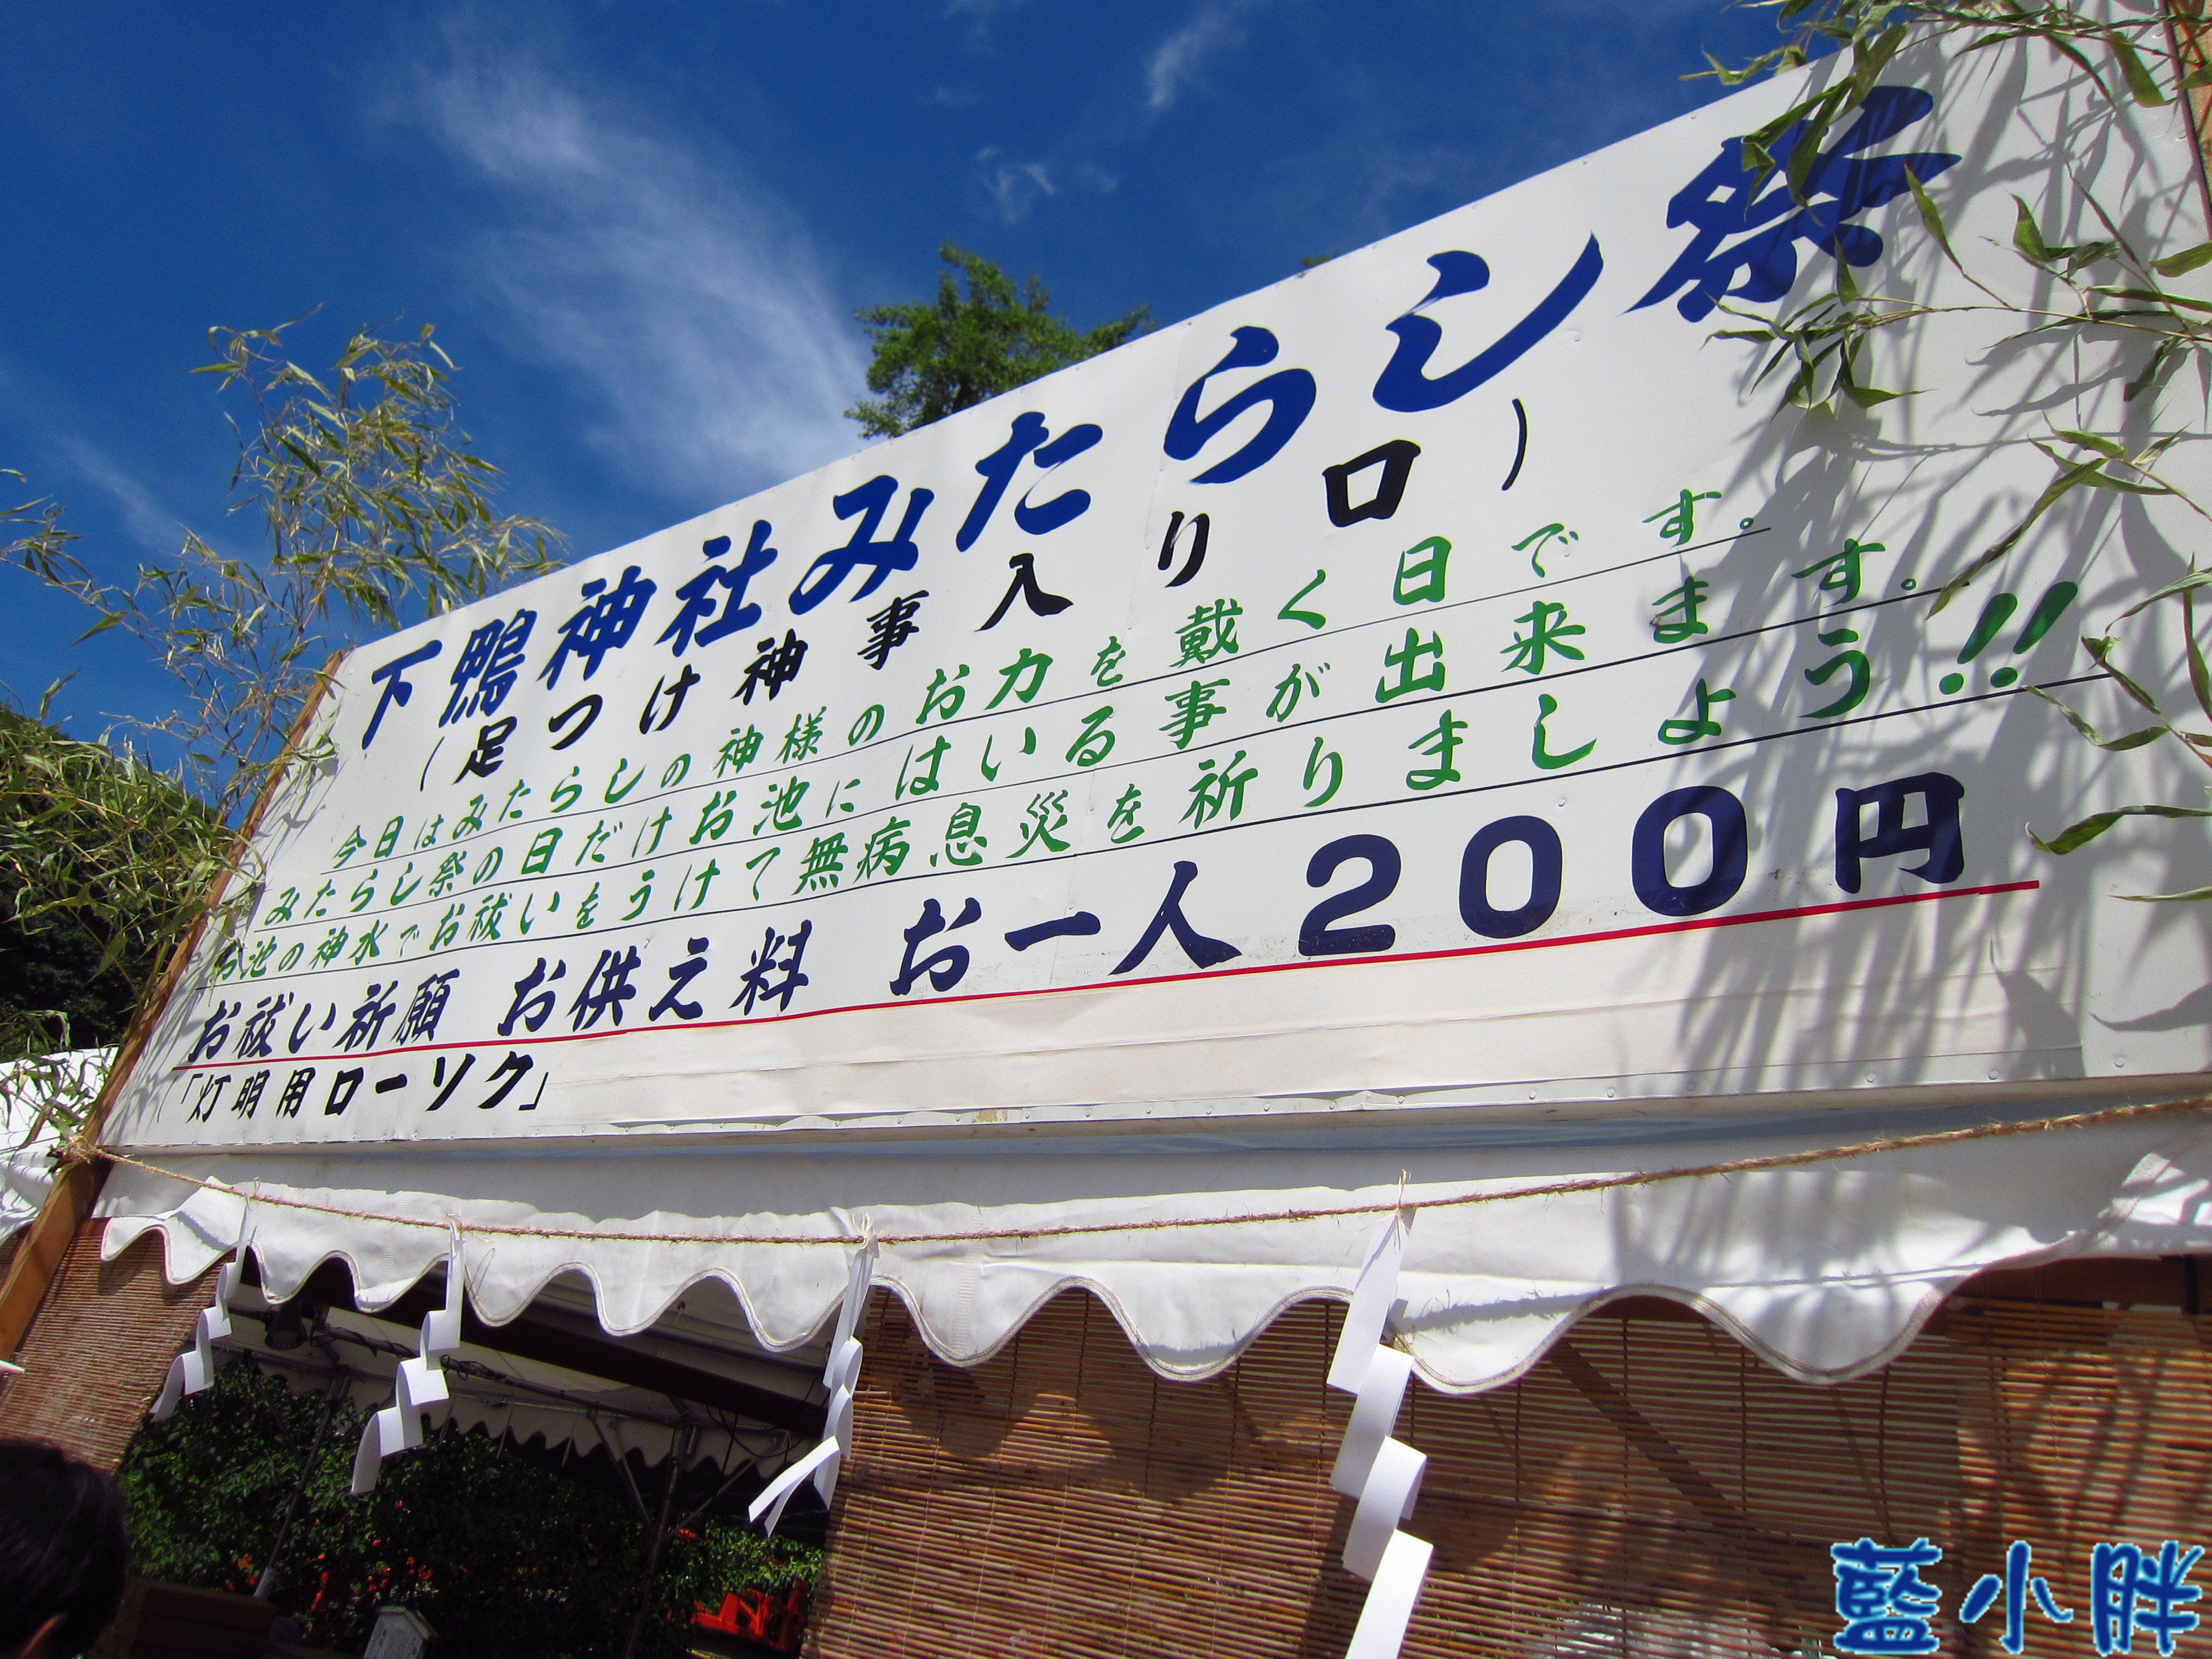 下鴨神社みたらし祭
(足つけ神事入り口)
今日はみたらしの神様のお力を戴く日です。
みたらし祭の日だけお池にはいる事が出来ます。
お池の神水でお祓いをうけて無病息災を祈りましょう!!
お祓い祈願 お供え料 お一人200円
(「灯明用ローソク」
藍小胖